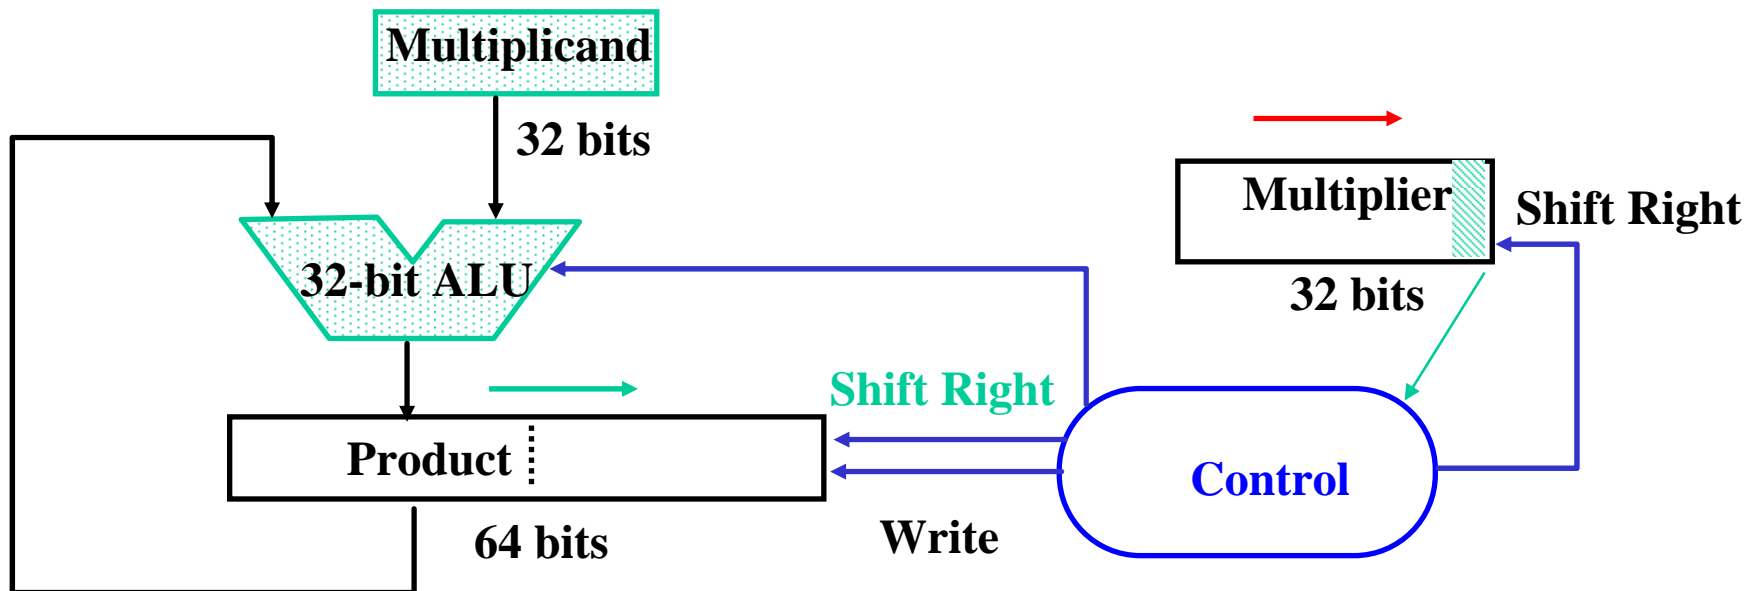 Multiplicand
32 bits
Multiplier
Shift Right
32-bit ALU
32 bits
Shift Right
Product
Control
64 bits
Write